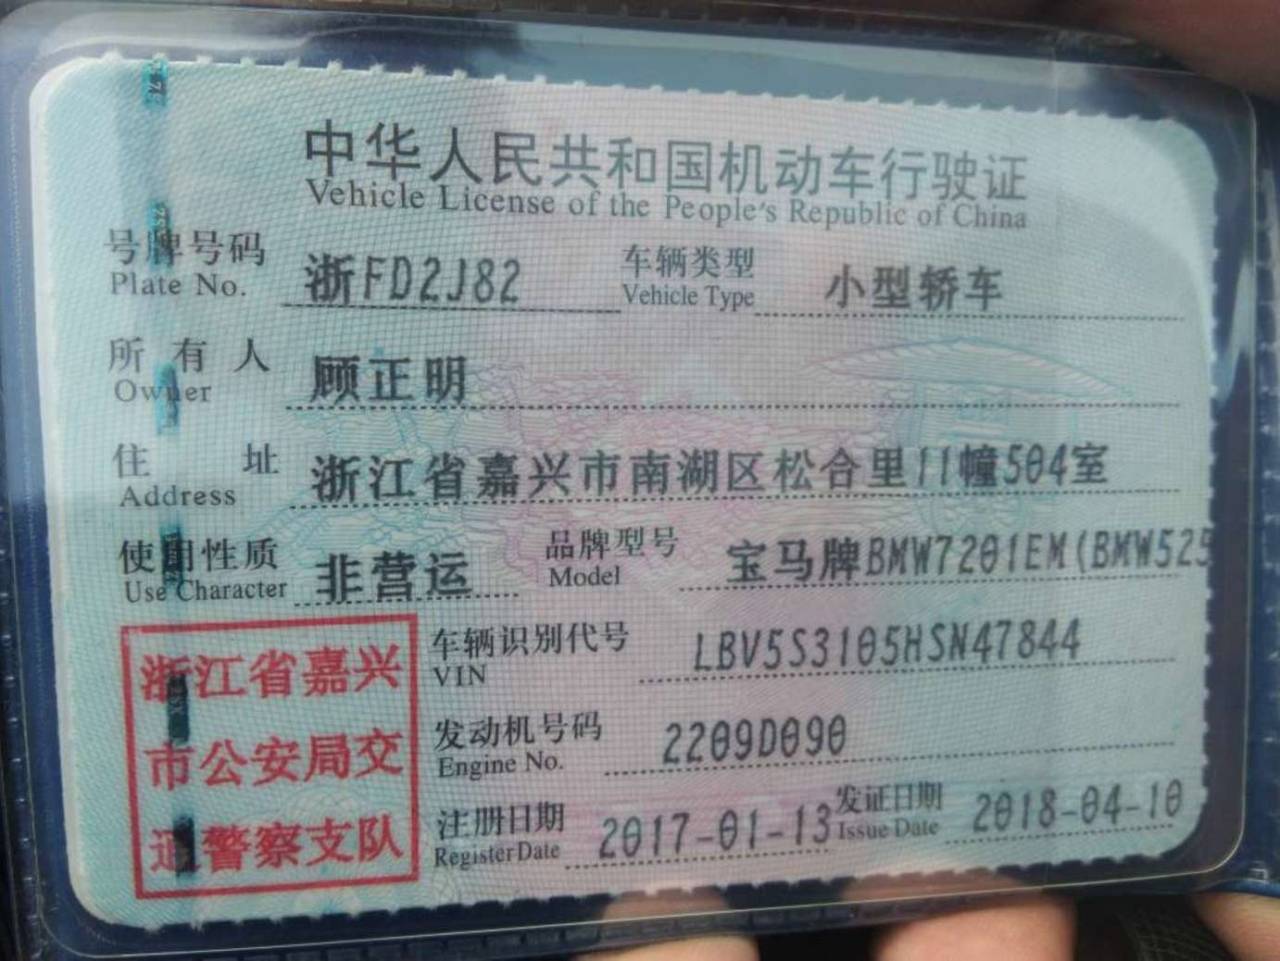 中华人民共和国机动车行驶证
Vehicle License of the People's Republic of China
号牌号码 浙FD2J82 车辆类型 小型轿车
Plate No. Vehicle Type
所有人 顾正明
Owner
住址 浙江省嘉兴市南湖区松合里11幢504室
Address
使用性质 非营运 品牌型号 宝马牌BMW7201EM(BMW525
Use Character Model
浙江省嘉兴
市公安局交
通警察支队
车辆识别代号 LBV5S3105HSN47844
VIN
发动机号码 2209D090
Engine No.
注册日期 2017-01-13 发证日期 2018-04-10
Register Date Issue Date